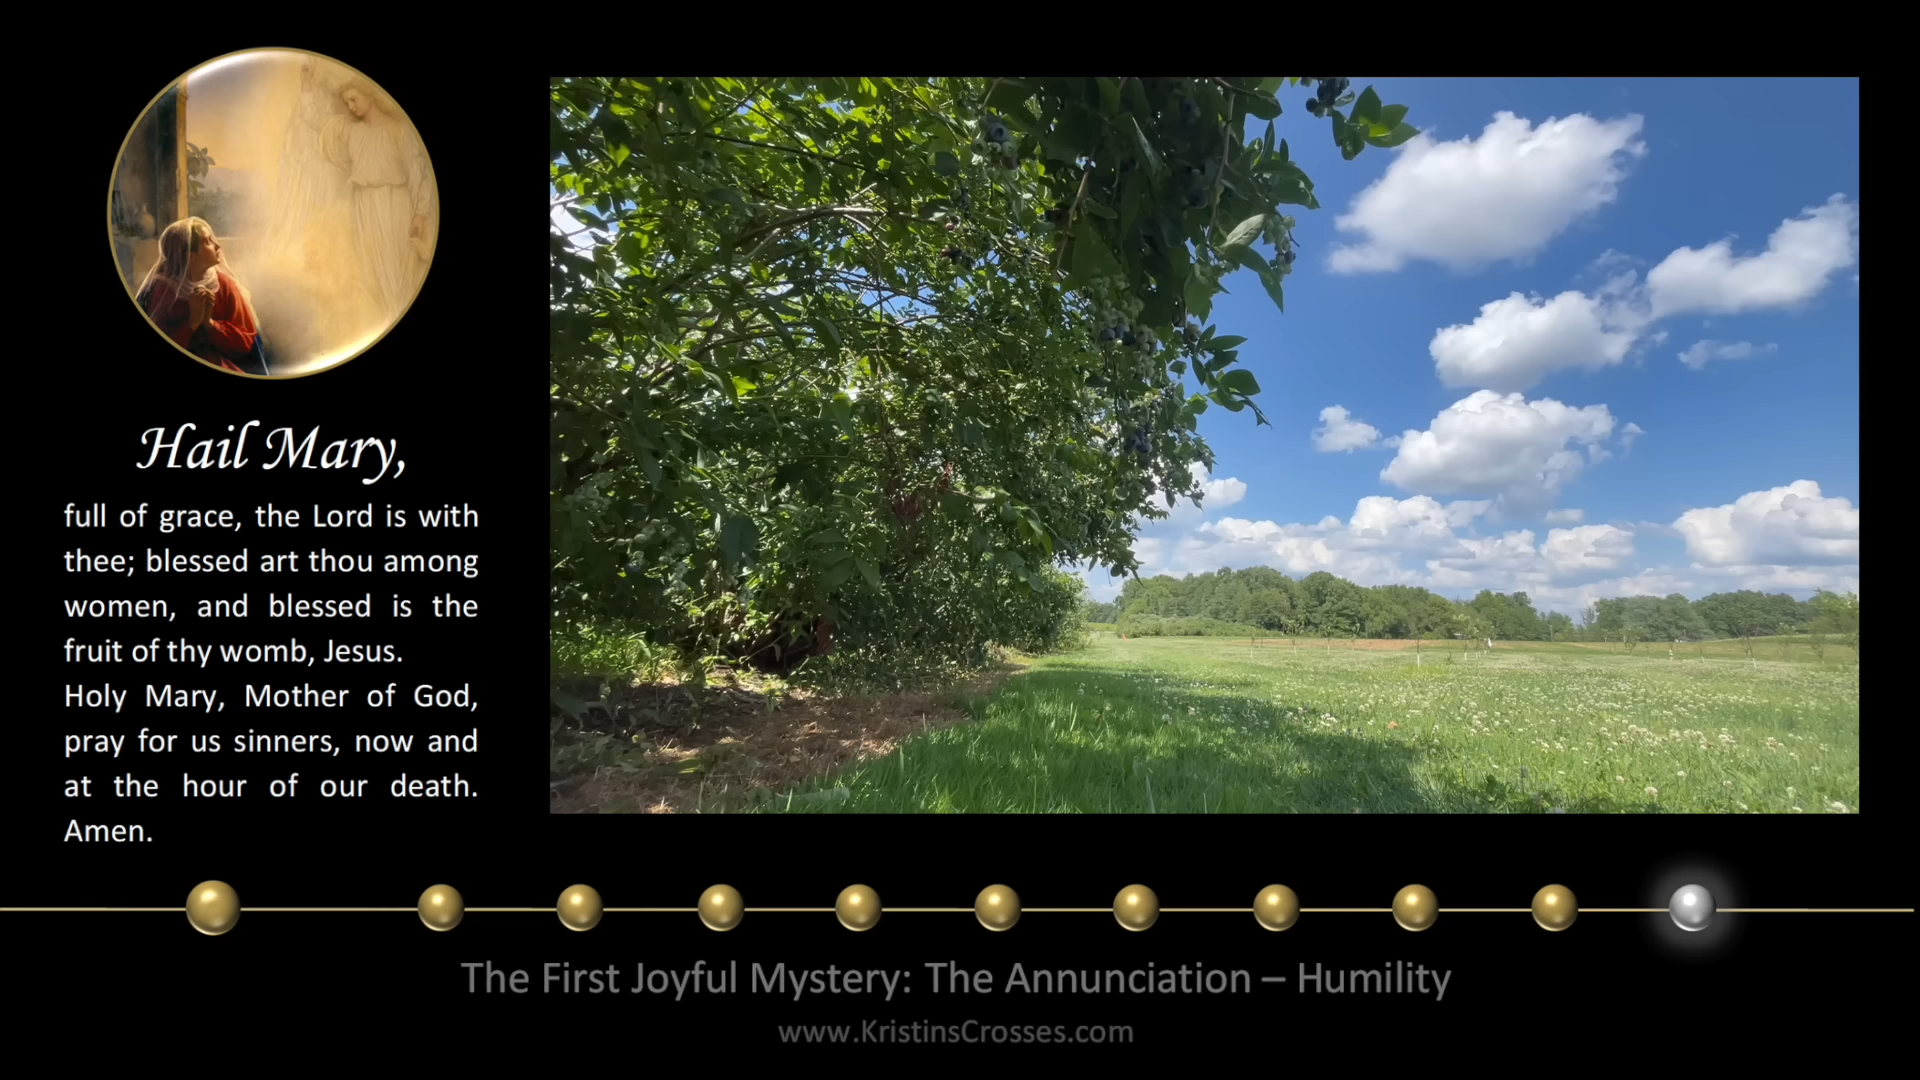 Hail Mary,
full of grace, the Lord is with
thee; blessed art thou among
women, and blessed is the
fruit of thy womb, Jesus.
Holy Mary, Mother of God,
pray for us sinners, now and
at the hour of our death.
Amen.
The First Joyful Mystery: The Annunciation – Humility
www.KristinsCrosses.com